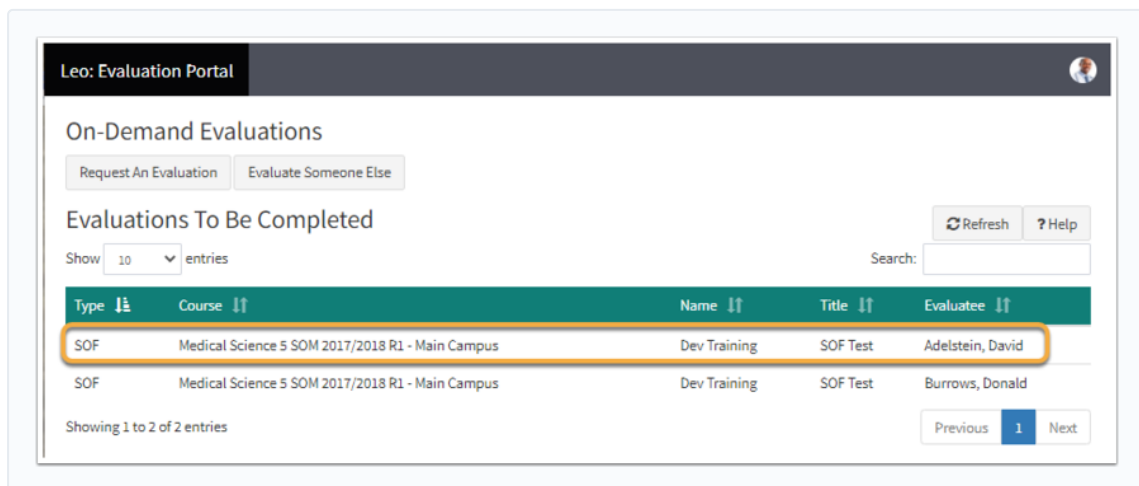 Leo: Evaluation Portal
On-Demand Evaluations
Request An Evaluation Evaluate Someone Else
Evaluations To Be Completed
Refresh ? Help
Show 10 entries Search:
Type Course Name Title Evaluatee
SOF Medical Science 5 SOM 2017/2018 R1 - Main Campus Dev Training SOF Test Adelstein, David
SOF Medical Science 5 SOM 2017/2018 R1 - Main Campus Dev Training SOF Test Burrows, Donald
Showing 1 to 2 of 2 entries Previous 1 Next